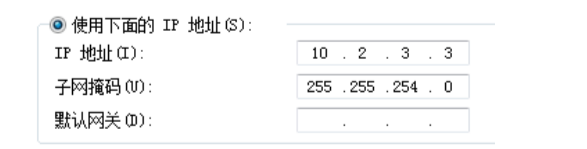 使用下面的 IP 地址(S):
IP 地址(I): 10 . 2 . 3 . 3
子网掩码(U): 255 .255 .254 . 0
默认网关(D): . . .